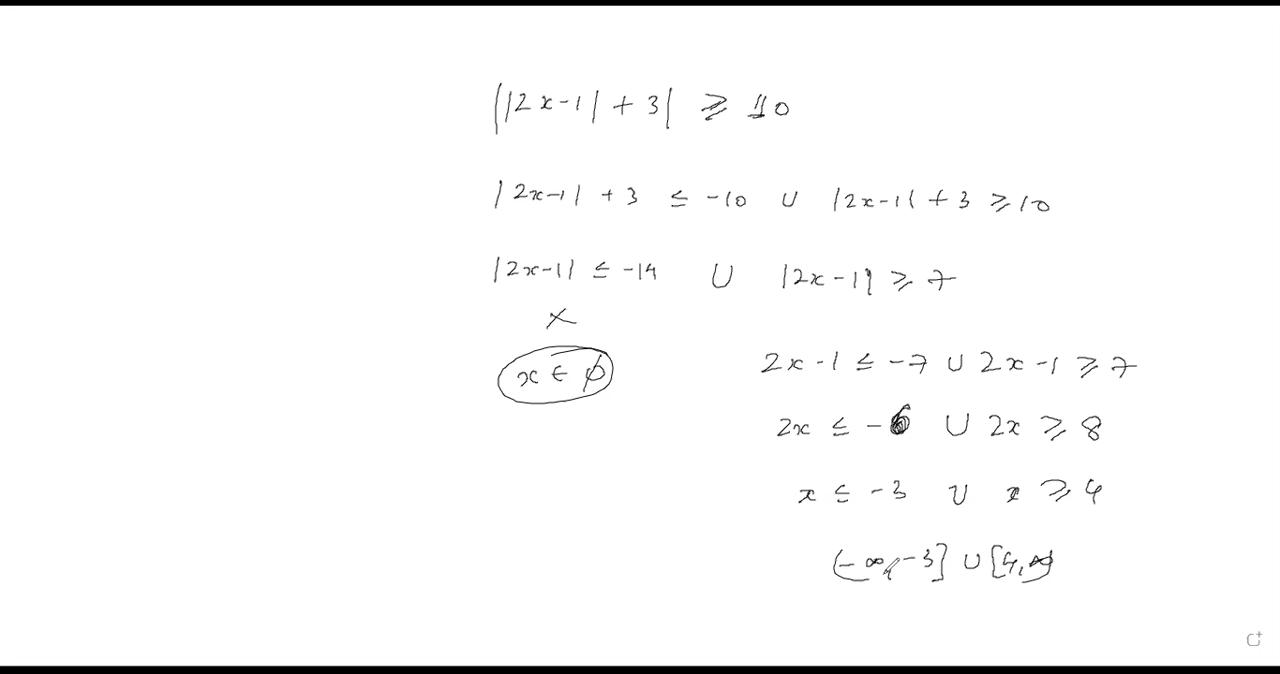 ||2x-1| + 3| ≥ 10
|2x-1| + 3 ≤ -10 ∪ |2x-1| + 3 ≥ 10
|2x-1| ≤ -14 ∪ |2x-1| ≥ 7
×
x ∈ ϕ
2x-1 ≤ -7 ∪ 2x-1 ≥ 7
2x ≤ -6 ∪ 2x ≥ 8
x ≤ -3 ∪ x ≥ 4
(-∞, -3] ∪ [4, ∞)